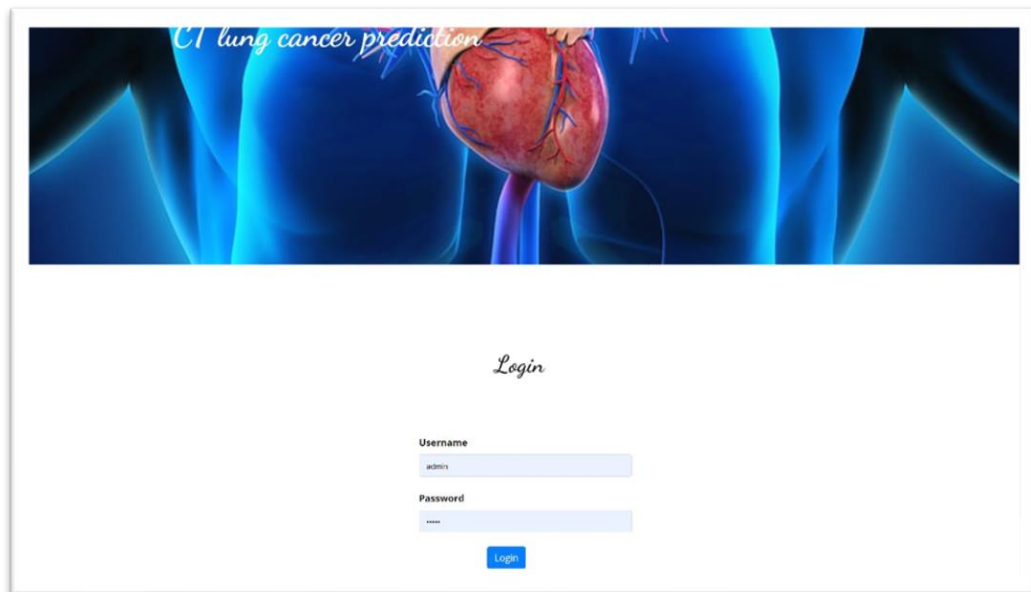 CT lung cancer prediction
Login
Username
admin
Password
•••••
Login